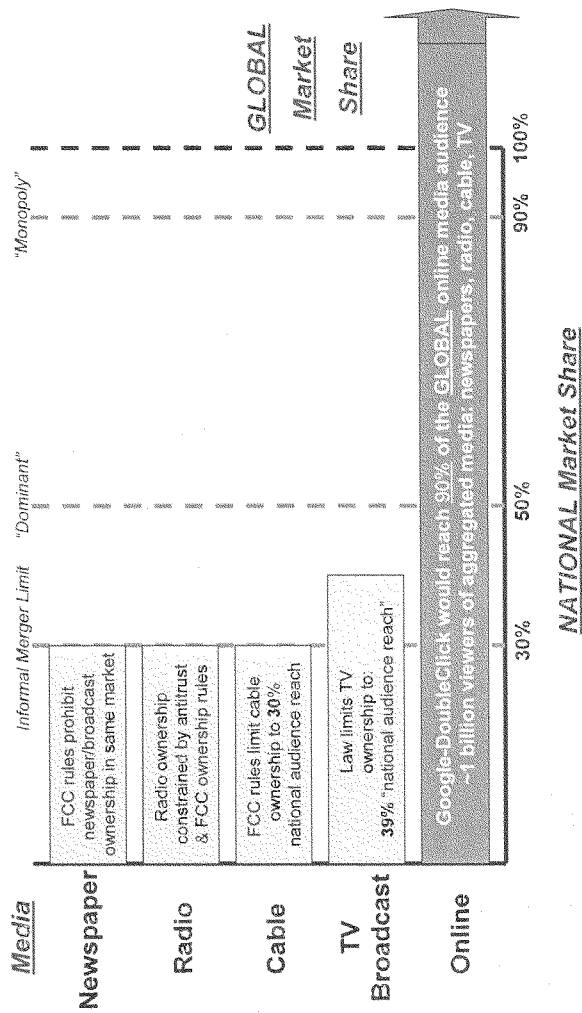 Media
Informal Merger Limit
"Dominant"
"Monopoly"
Newspaper
FCC rules prohibit
newspaper/broadcast
ownership in same market
Radio
Radio ownership
constrained by antitrust
& FCC ownership rules
Cable
FCC rules limit cable
ownership to 30%
national audience reach
TV
Broadcast
Law limits TV
ownership to:
39% "national audience reach"
GLOBAL
Market
Share
Online
Google-DoubleClick would reach 90% of the GLOBAL online media audience
~1 billion viewers of aggregated media: newspapers, radio, cable, TV
30%
50%
90%
100%
NATIONAL Market Share